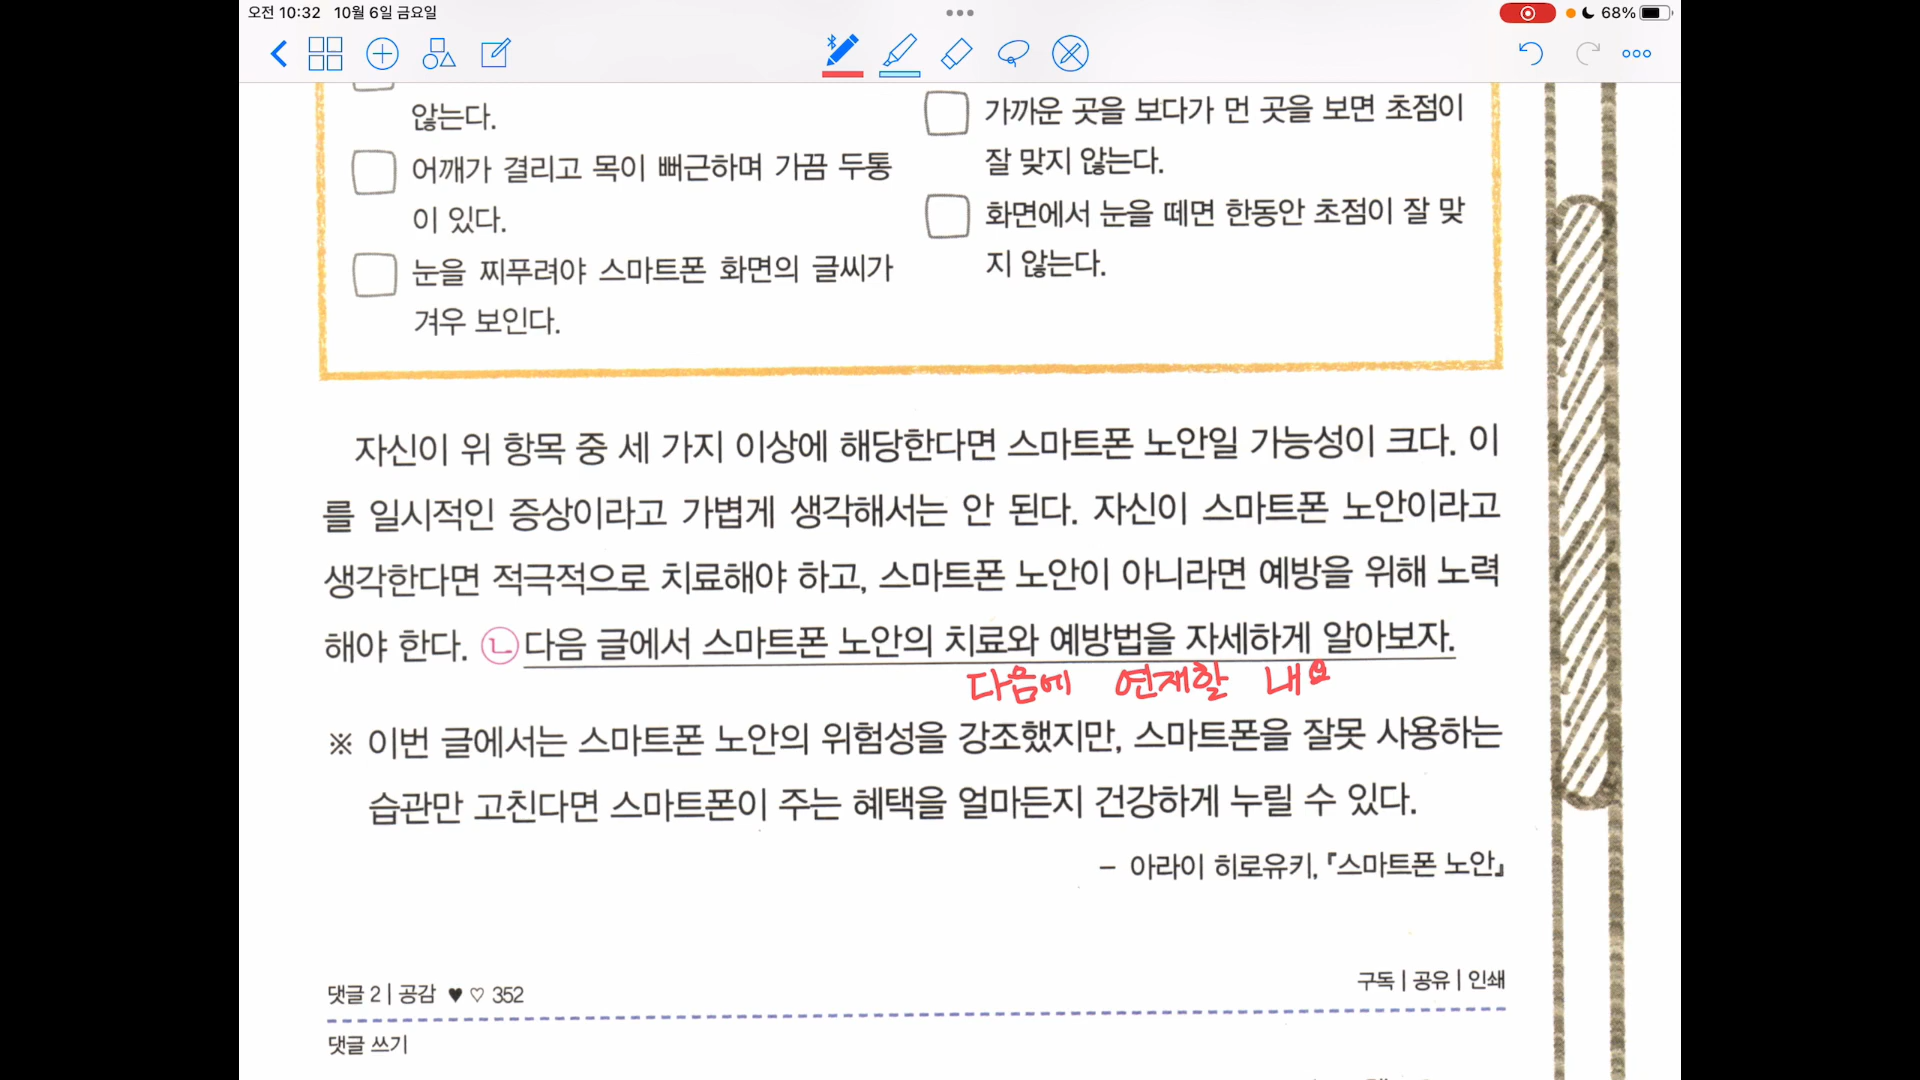 오전 10:32 10월 6일 금요일
68%
않는다.
어깨가 결리고 목이 뻐근하며 가끔 두통
이 있다.
눈을 찌푸려야 스마트폰 화면의 글씨가
겨우 보인다.
가까운 곳을 보다가 먼 곳을 보면 초점이
잘 맞지 않는다.
화면에서 눈을 떼면 한동안 초점이 잘 맞
지 않는다.
자신이 위 항목 중 세 가지 이상에 해당한다면 스마트폰 노안일 가능성이 크다. 이
를 일시적인 증상이라고 가볍게 생각해서는 안 된다. 자신이 스마트폰 노안이라고
생각한다면 적극적으로 치료해야 하고, 스마트폰 노안이 아니라면 예방을 위해 노력
해야 한다. ㉡다음 글에서 스마트폰 노안의 치료와 예방법을 자세하게 알아보자.
다음에 연재할 내요
※ 이번 글에서는 스마트폰 노안의 위험성을 강조했지만, 스마트폰을 잘못 사용하는
습관만 고친다면 스마트폰이 주는 혜택을 얼마든지 건강하게 누릴 수 있다.
– 아라이 히로유키, 『스마트폰 노안』
댓글 2 | 공감 ♥ ♡ 352
구독 | 공유 | 인쇄
댓글 쓰기